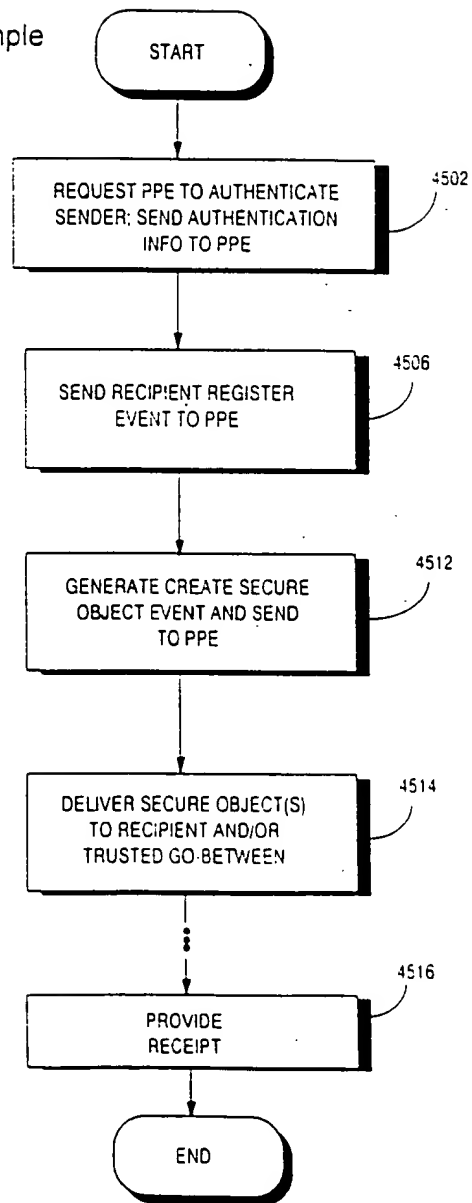 START
REQUEST PPE TO AUTHENTICATE
SENDER; SEND AUTHENTICATION
INFO TO PPE
4502
SEND RECIPIENT REGISTER
EVENT TO PPE
4506
GENERATE CREATE SECURE
OBJECT EVENT AND SEND
TO PPE
4512
DELIVER SECURE OBJECT(S)
TO RECIPIENT AND/OR
TRUSTED GO-BETWEEN
4514
PROVIDE
RECEIPT
4516
END